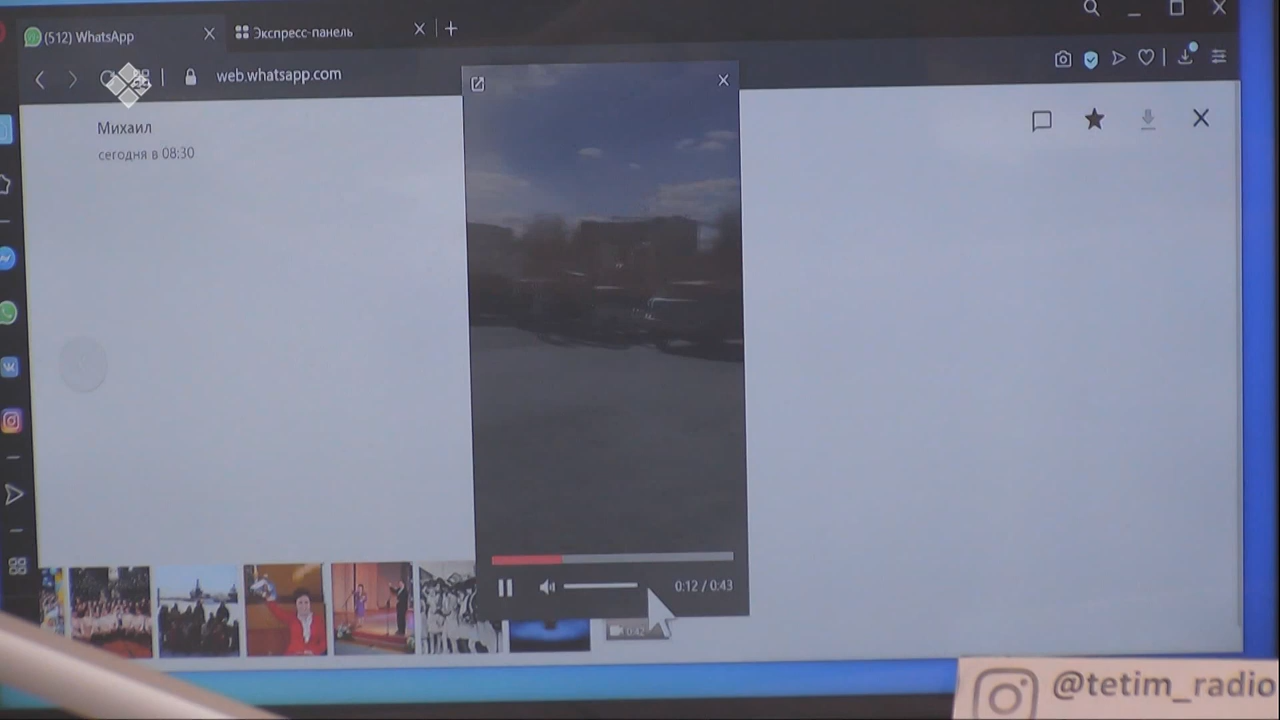 (512) WhatsApp
Экспресс-панель
web.whatsapp.com
Михаил
сегодня в 08:30
0:12 / 0:43
@tetim_radio